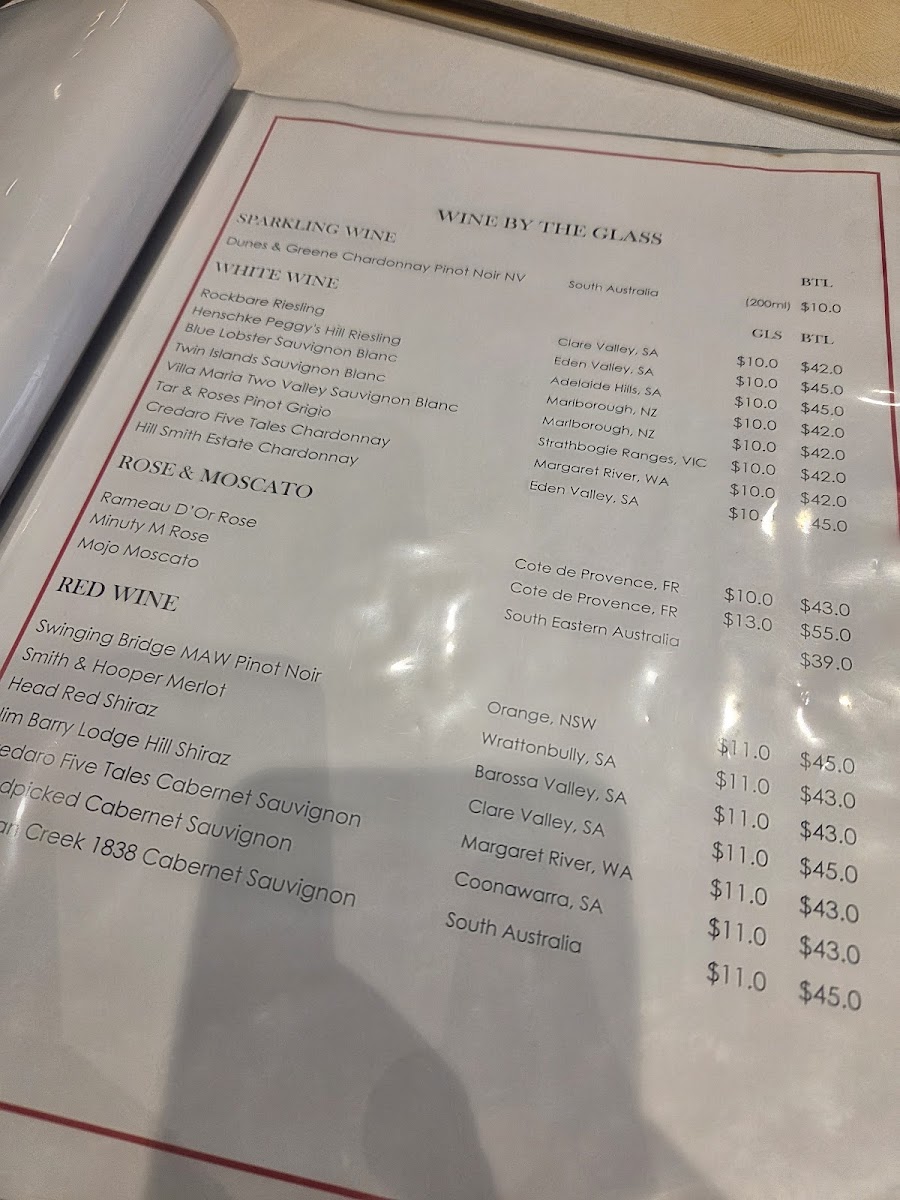 WINE BY THE GLASS
SPARKLING WINE BTL
Dunes & Greene Chardonnay Pinot Noir NV South Australia (200ml) $10.0
WHITE WINE GLS BTL
Rockbare Riesling Clare Valley, SA $10.0 $42.0
Henschke Peggy's Hill Riesling Eden Valley, SA $10.0 $45.0
Blue Lobster Sauvignon Blanc Adelaide Hills, SA $10.0 $45.0
Twin Islands Sauvignon Blanc Marlborough, NZ $10.0 $42.0
Villa Maria Two Valley Sauvignon Blanc Marlborough, NZ $10.0 $42.0
Tar & Roses Pinot Grigio Strathbogie Ranges, VIC $10.0 $42.0
Credaro Five Tales Chardonnay Margaret River, WA $10.0 $42.0
Hill Smith Estate Chardonnay Eden Valley, SA $10. 45.0
ROSE & MOSCATO
Rameau D'Or Rose Cote de Provence, FR $10.0 $43.0
Minuty M Rose Cote de Provence, FR $13.0 $55.0
Mojo Moscato South Eastern Australia $39.0
RED WINE
Swinging Bridge MAW Pinot Noir Orange, NSW $11.0 $45.0
Smith & Hooper Merlot Wrattonbully, SA $11.0 $43.0
Head Red Shiraz Barossa Valley, SA $11.0 $43.0
Jim Barry Lodge Hill Shiraz Clare Valley, SA $11.0 $45.0
edaro Five Tales Cabernet Sauvignon Margaret River, WA $11.0 $43.0
dpicked Cabernet Sauvignon Coonawarra, SA $11.0 $43.0
an Creek 1838 Cabernet Sauvignon South Australia $11.0 $45.0